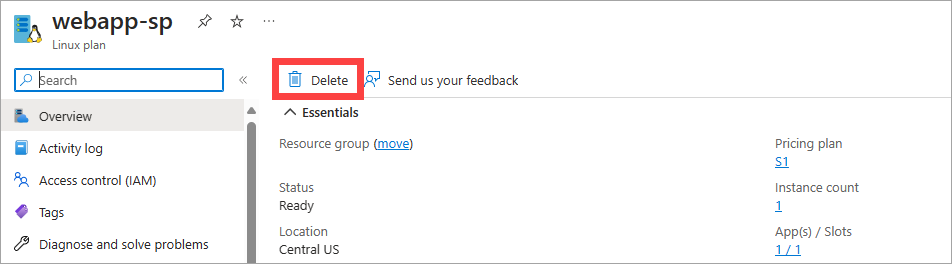 webapp-sp
Linux plan
Search
Overview
Activity log
Access control (IAM)
Tags
Diagnose and solve problems
Delete
Send us your feedback
Essentials
Resource group (move)
Status
Ready
Location
Central US
Pricing plan
S1
Instance count
1
App(s) / Slots
1 / 1